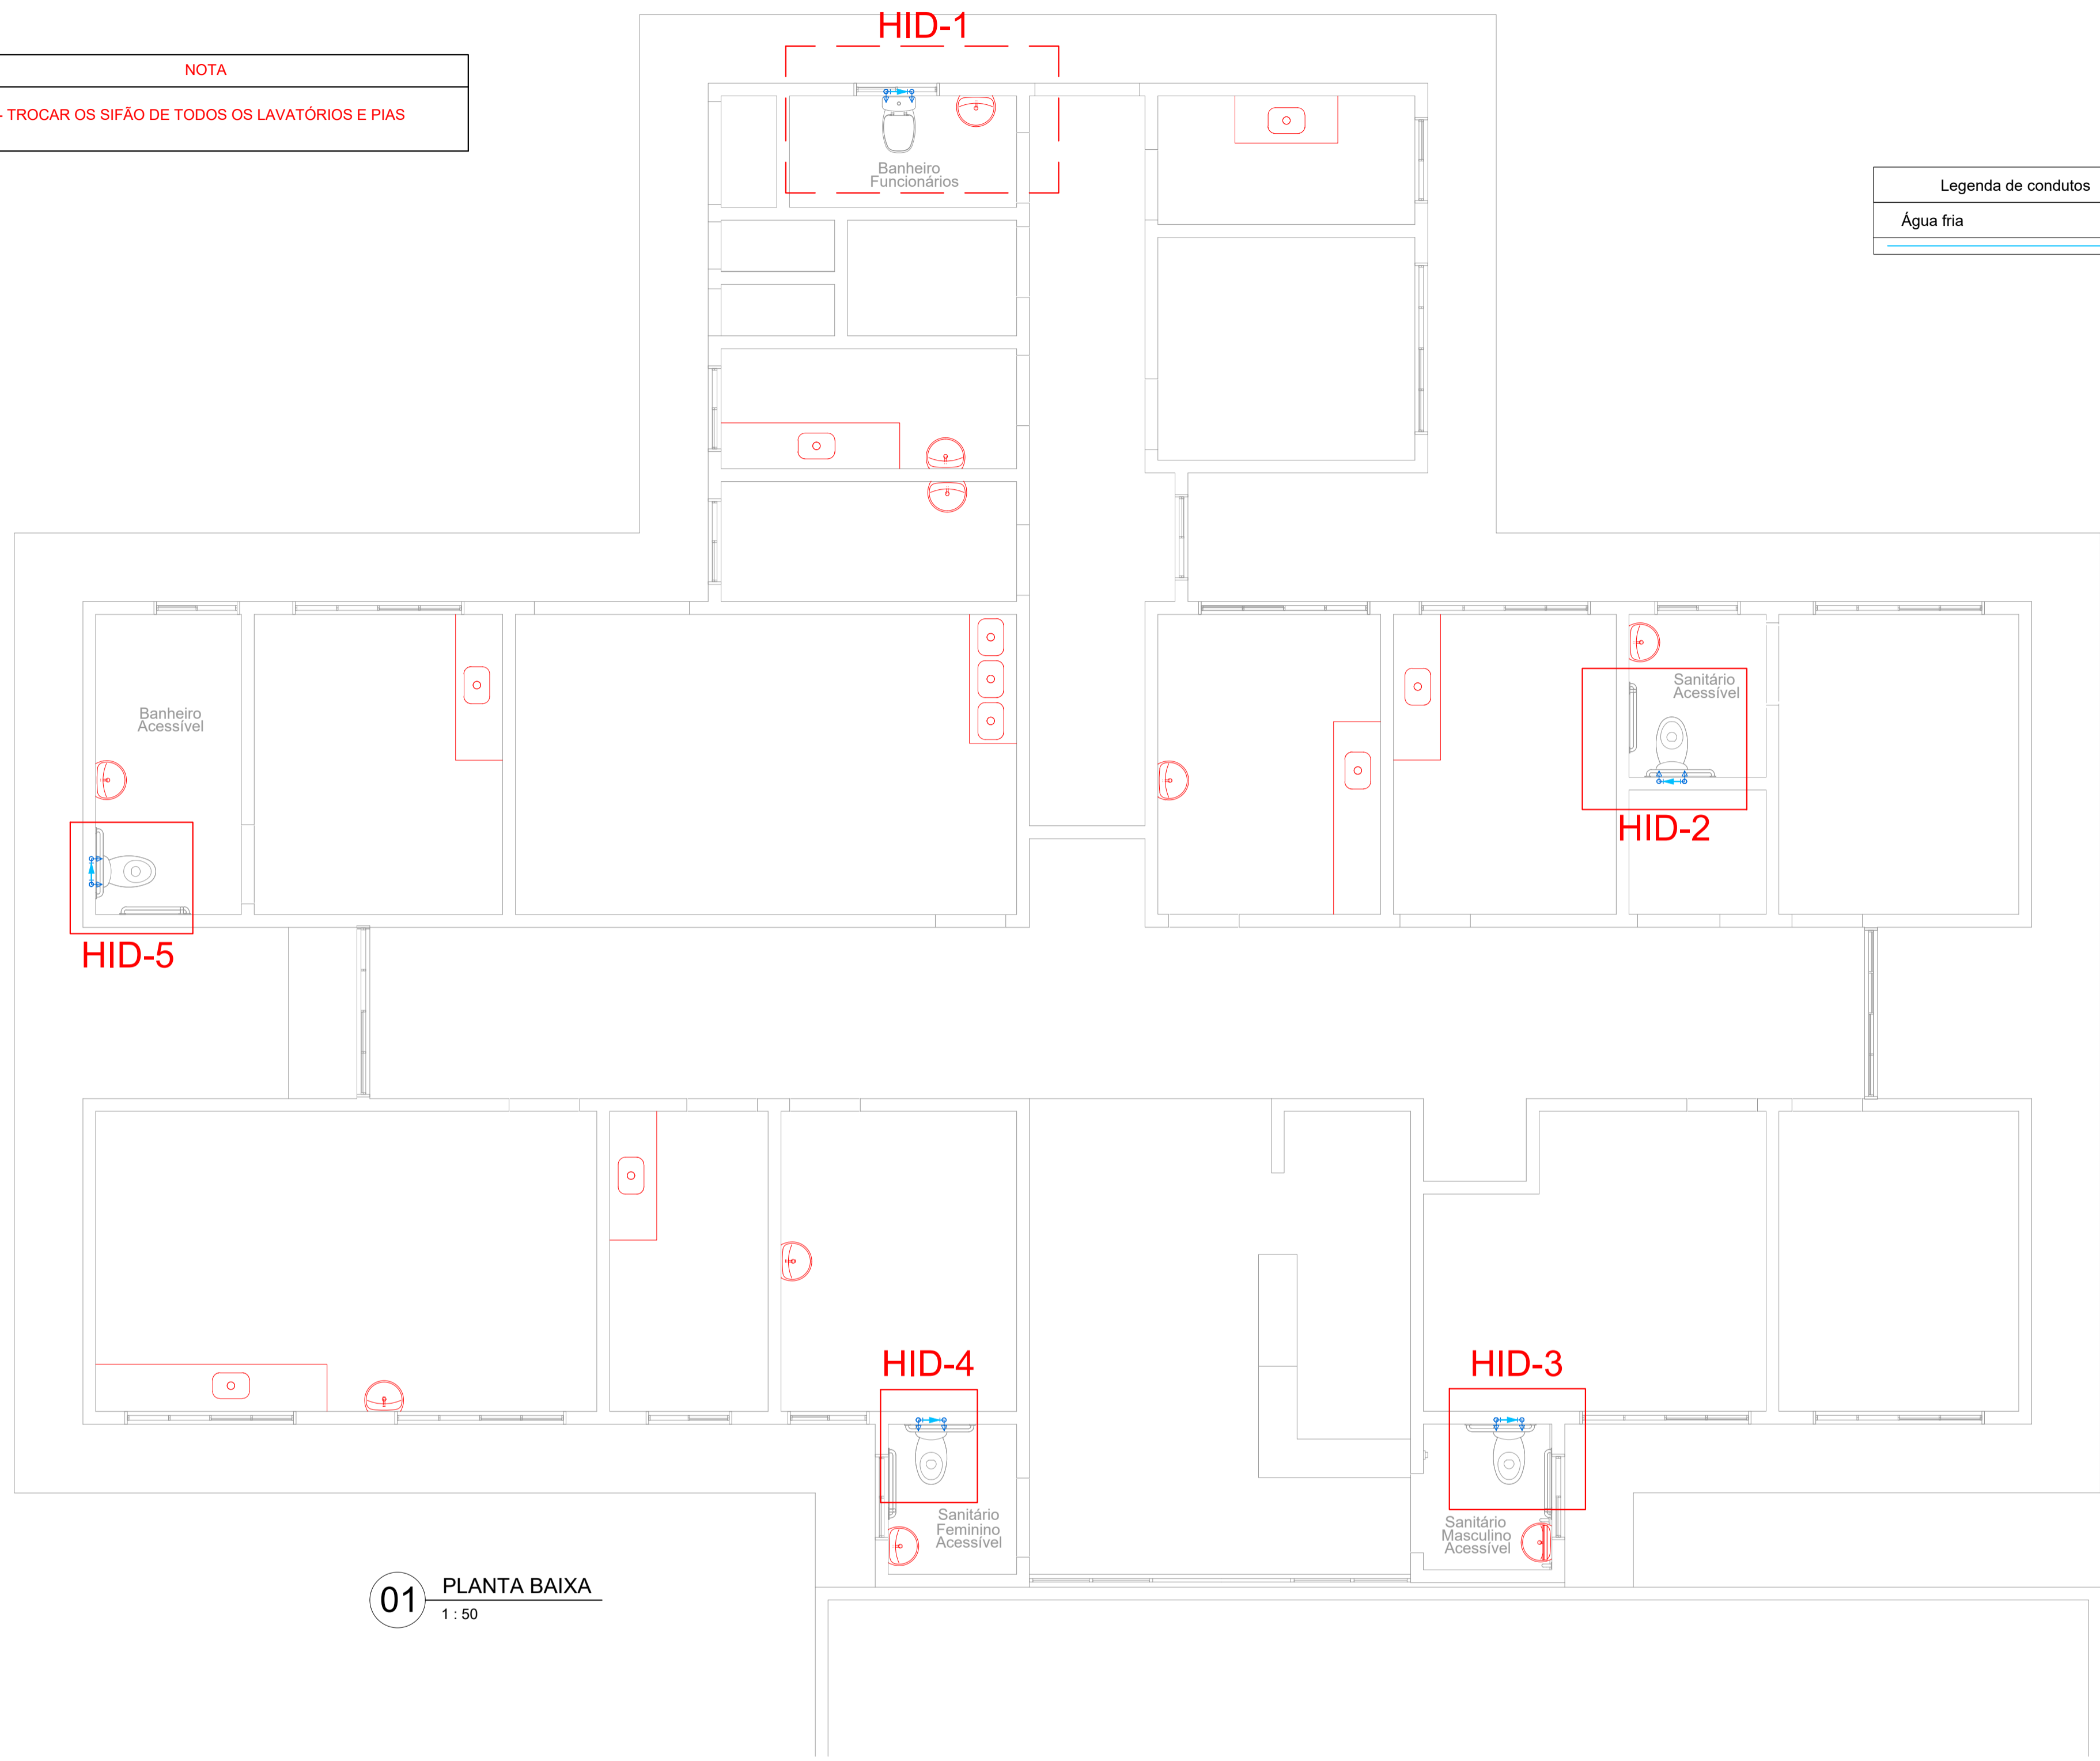 HID-1
NOTA
- TROCAR OS SIFÃO DE TODOS OS LAVATÓRIOS E PIAS
Banheiro
Funcionários
Legenda de condutos
Água fria
Sanitário
Acessível
Banheiro
Acessível
HID-2
HID-5
HID-4
HID-3
Sanitário
Feminino
Acessível
Sanitário
Masculino
Acessível
01
PLANTA BAIXA
1 : 50